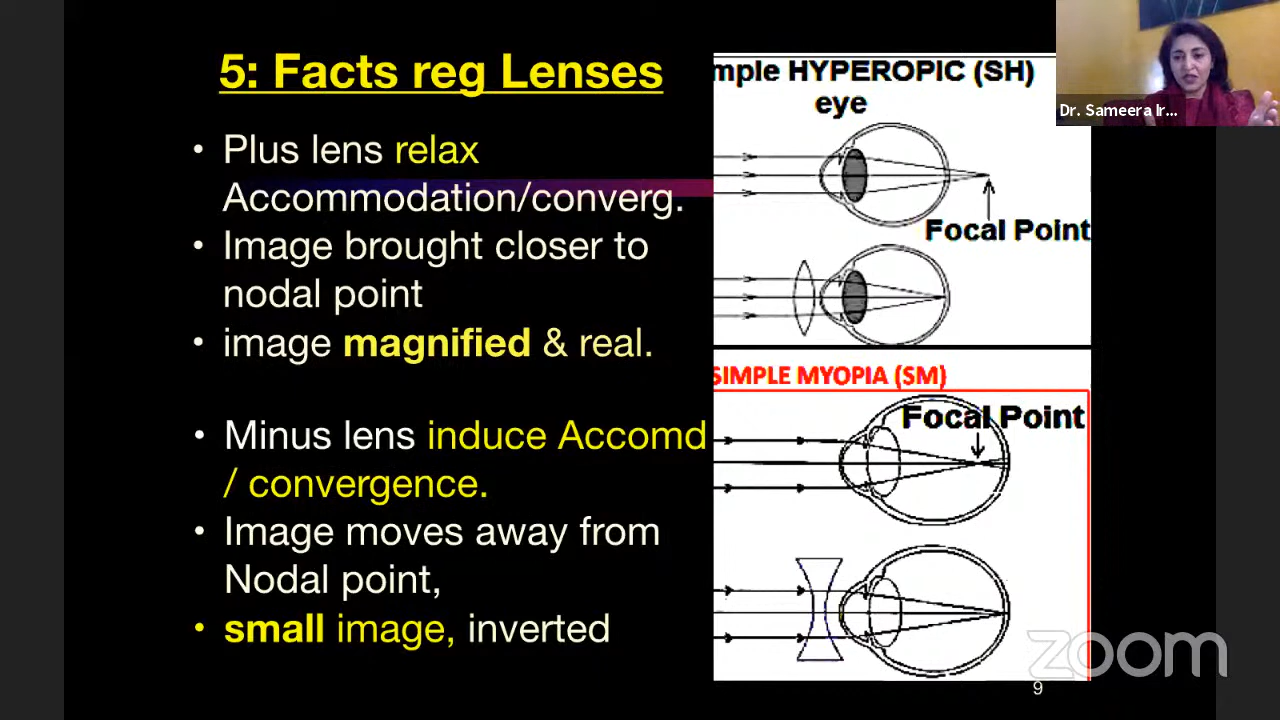 5: Facts reg Lenses
• Plus lens relax
Accommodation/converg.
• Image brought closer to
nodal point
• image magnified & real.
• Minus lens induce Accomd
/ convergence.
• Image moves away from
Nodal point,
• small image, inverted
mple HYPEROPIC (SH)
eye
Focal Point
SIMPLE MYOPIA (SM)
Focal Point
Dr. Sameera Ir...
zoom
9